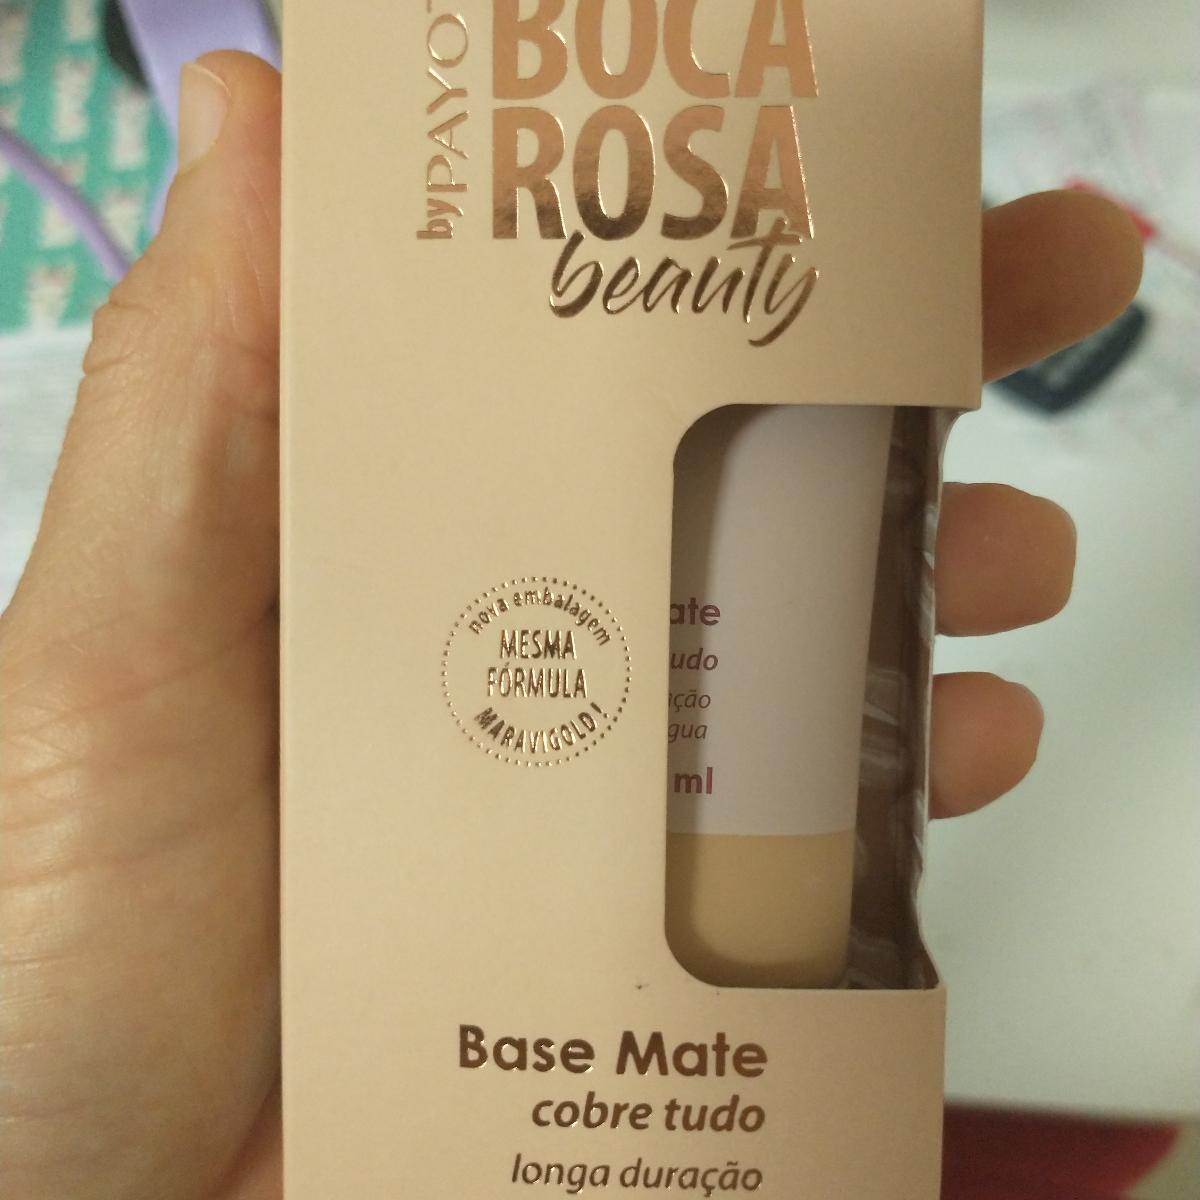 by PAYOT
BOCA
ROSA
beauty
nova embalagem
MESMA
FÓRMULA
MARAVIGOLD!
ate
udo
ção
gua
ml
Base Mate
cobre tudo
longa duração